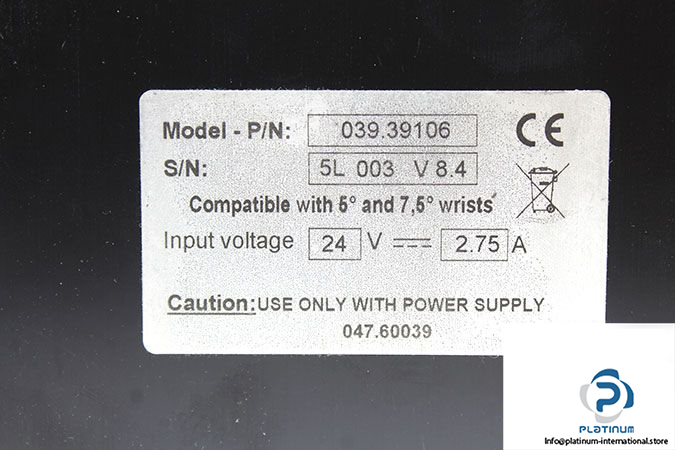 Model - P/N: 039.39106
S/N: 5L 003 V 8.4
Compatible with 5° and 7,5° wrists
Input voltage 24 V 2.75 A
Caution: USE ONLY WITH POWER SUPPLY
047.60039
CE
PLATINUM
Info@platinum-international.store